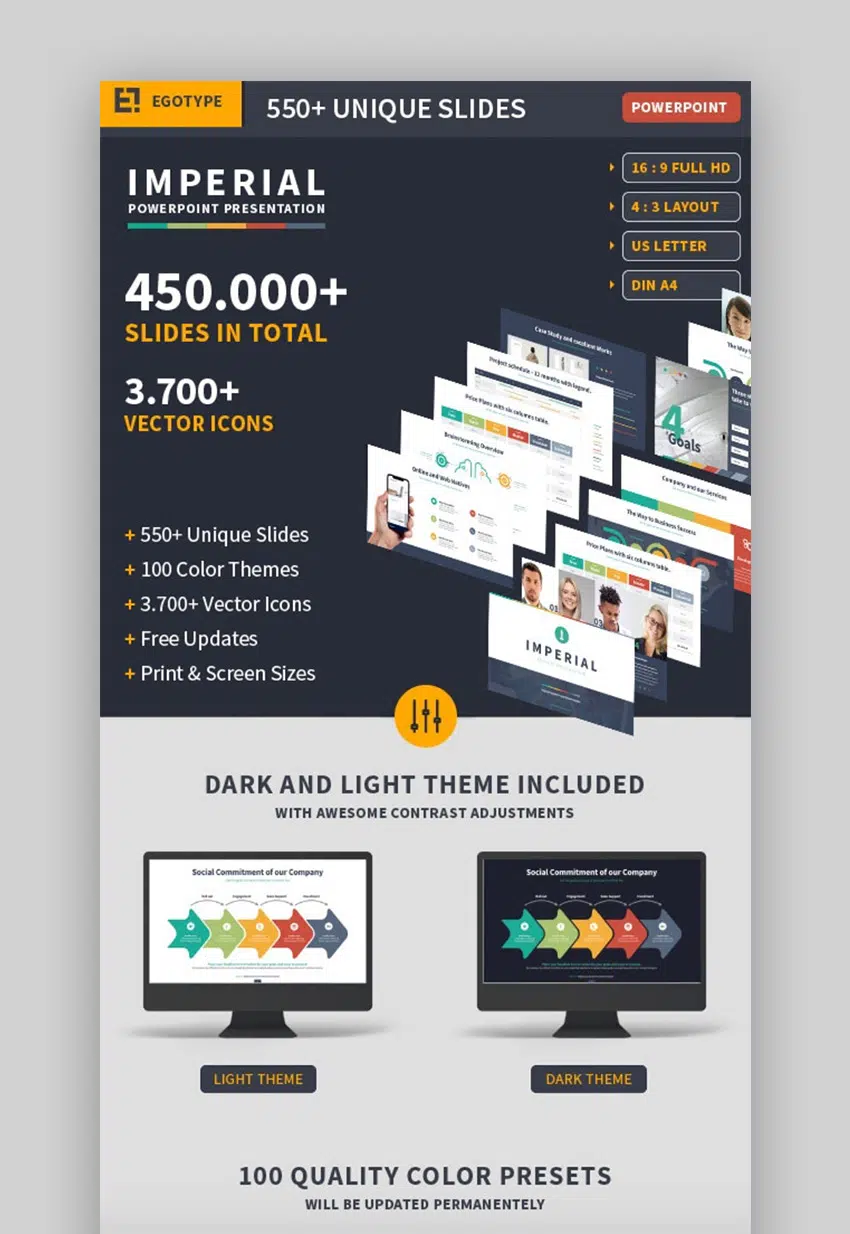 EGOTYPE
550+ UNIQUE SLIDES
POWERPOINT
IMPERIAL
POWERPOINT PRESENTATION
16 : 9 FULL HD
4 : 3 LAYOUT
US LETTER
DIN A4
450.000+
SLIDES IN TOTAL
3.700+
VECTOR ICONS
Case Study and excellent Works
Project schedule - 12 months with legend.
Price Plans with six columns table.
Brainstorming Overview
Online and Web Natives
The Way to
4
Goals
Company and our Services
The Way to Business Success
Price Plans with six columns table.
IMPERIAL
+ 550+ Unique Slides
+ 100 Color Themes
+ 3.700+ Vector Icons
+ Free Updates
+ Print & Screen Sizes
DARK AND LIGHT THEME INCLUDED
WITH AWESOME CONTRAST ADJUSTMENTS
Social Commitment of our Company
Social Commitment of our Company
LIGHT THEME
DARK THEME
100 QUALITY COLOR PRESETS
WILL BE UPDATED PERMANENTELY